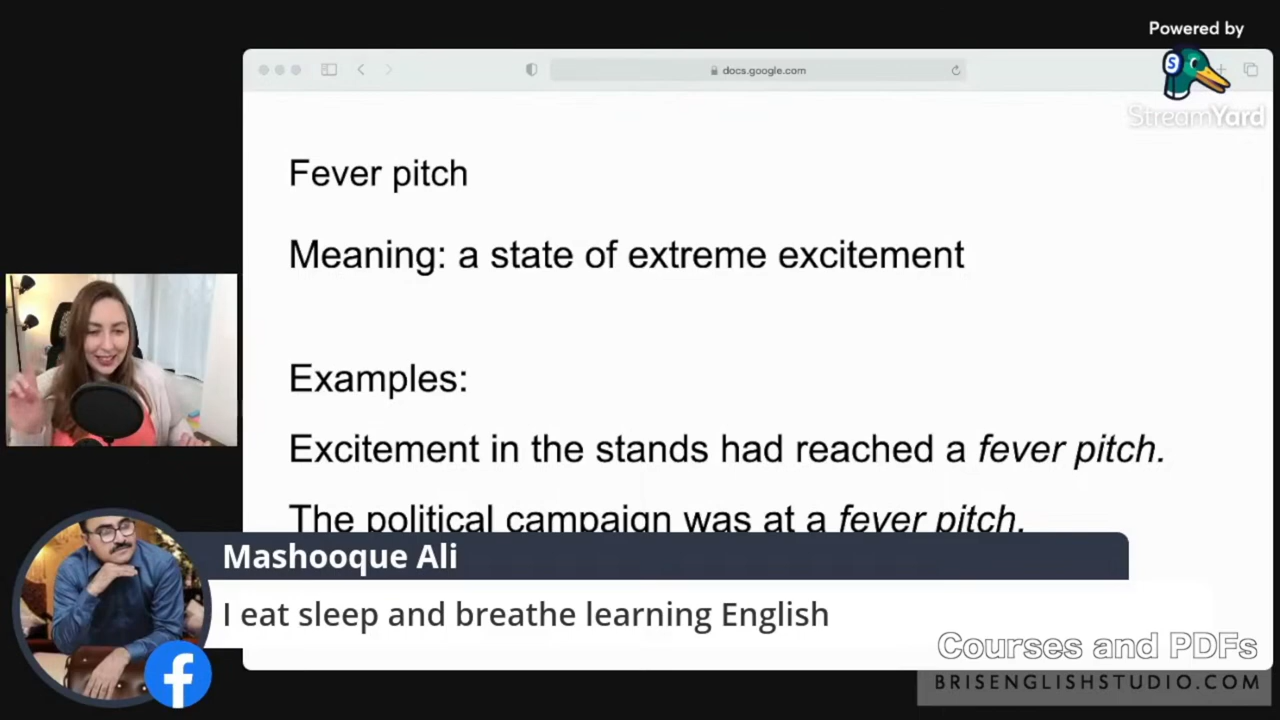 Powered by
StreamYard
docs.google.com
Fever pitch
Meaning: a state of extreme excitement
Examples:
Excitement in the stands had reached a fever pitch.
The political campaign was at a fever pitch.
Mashooque Ali
I eat sleep and breathe learning English
Courses and PDFs
BRISENGLISHSTUDIO.COM